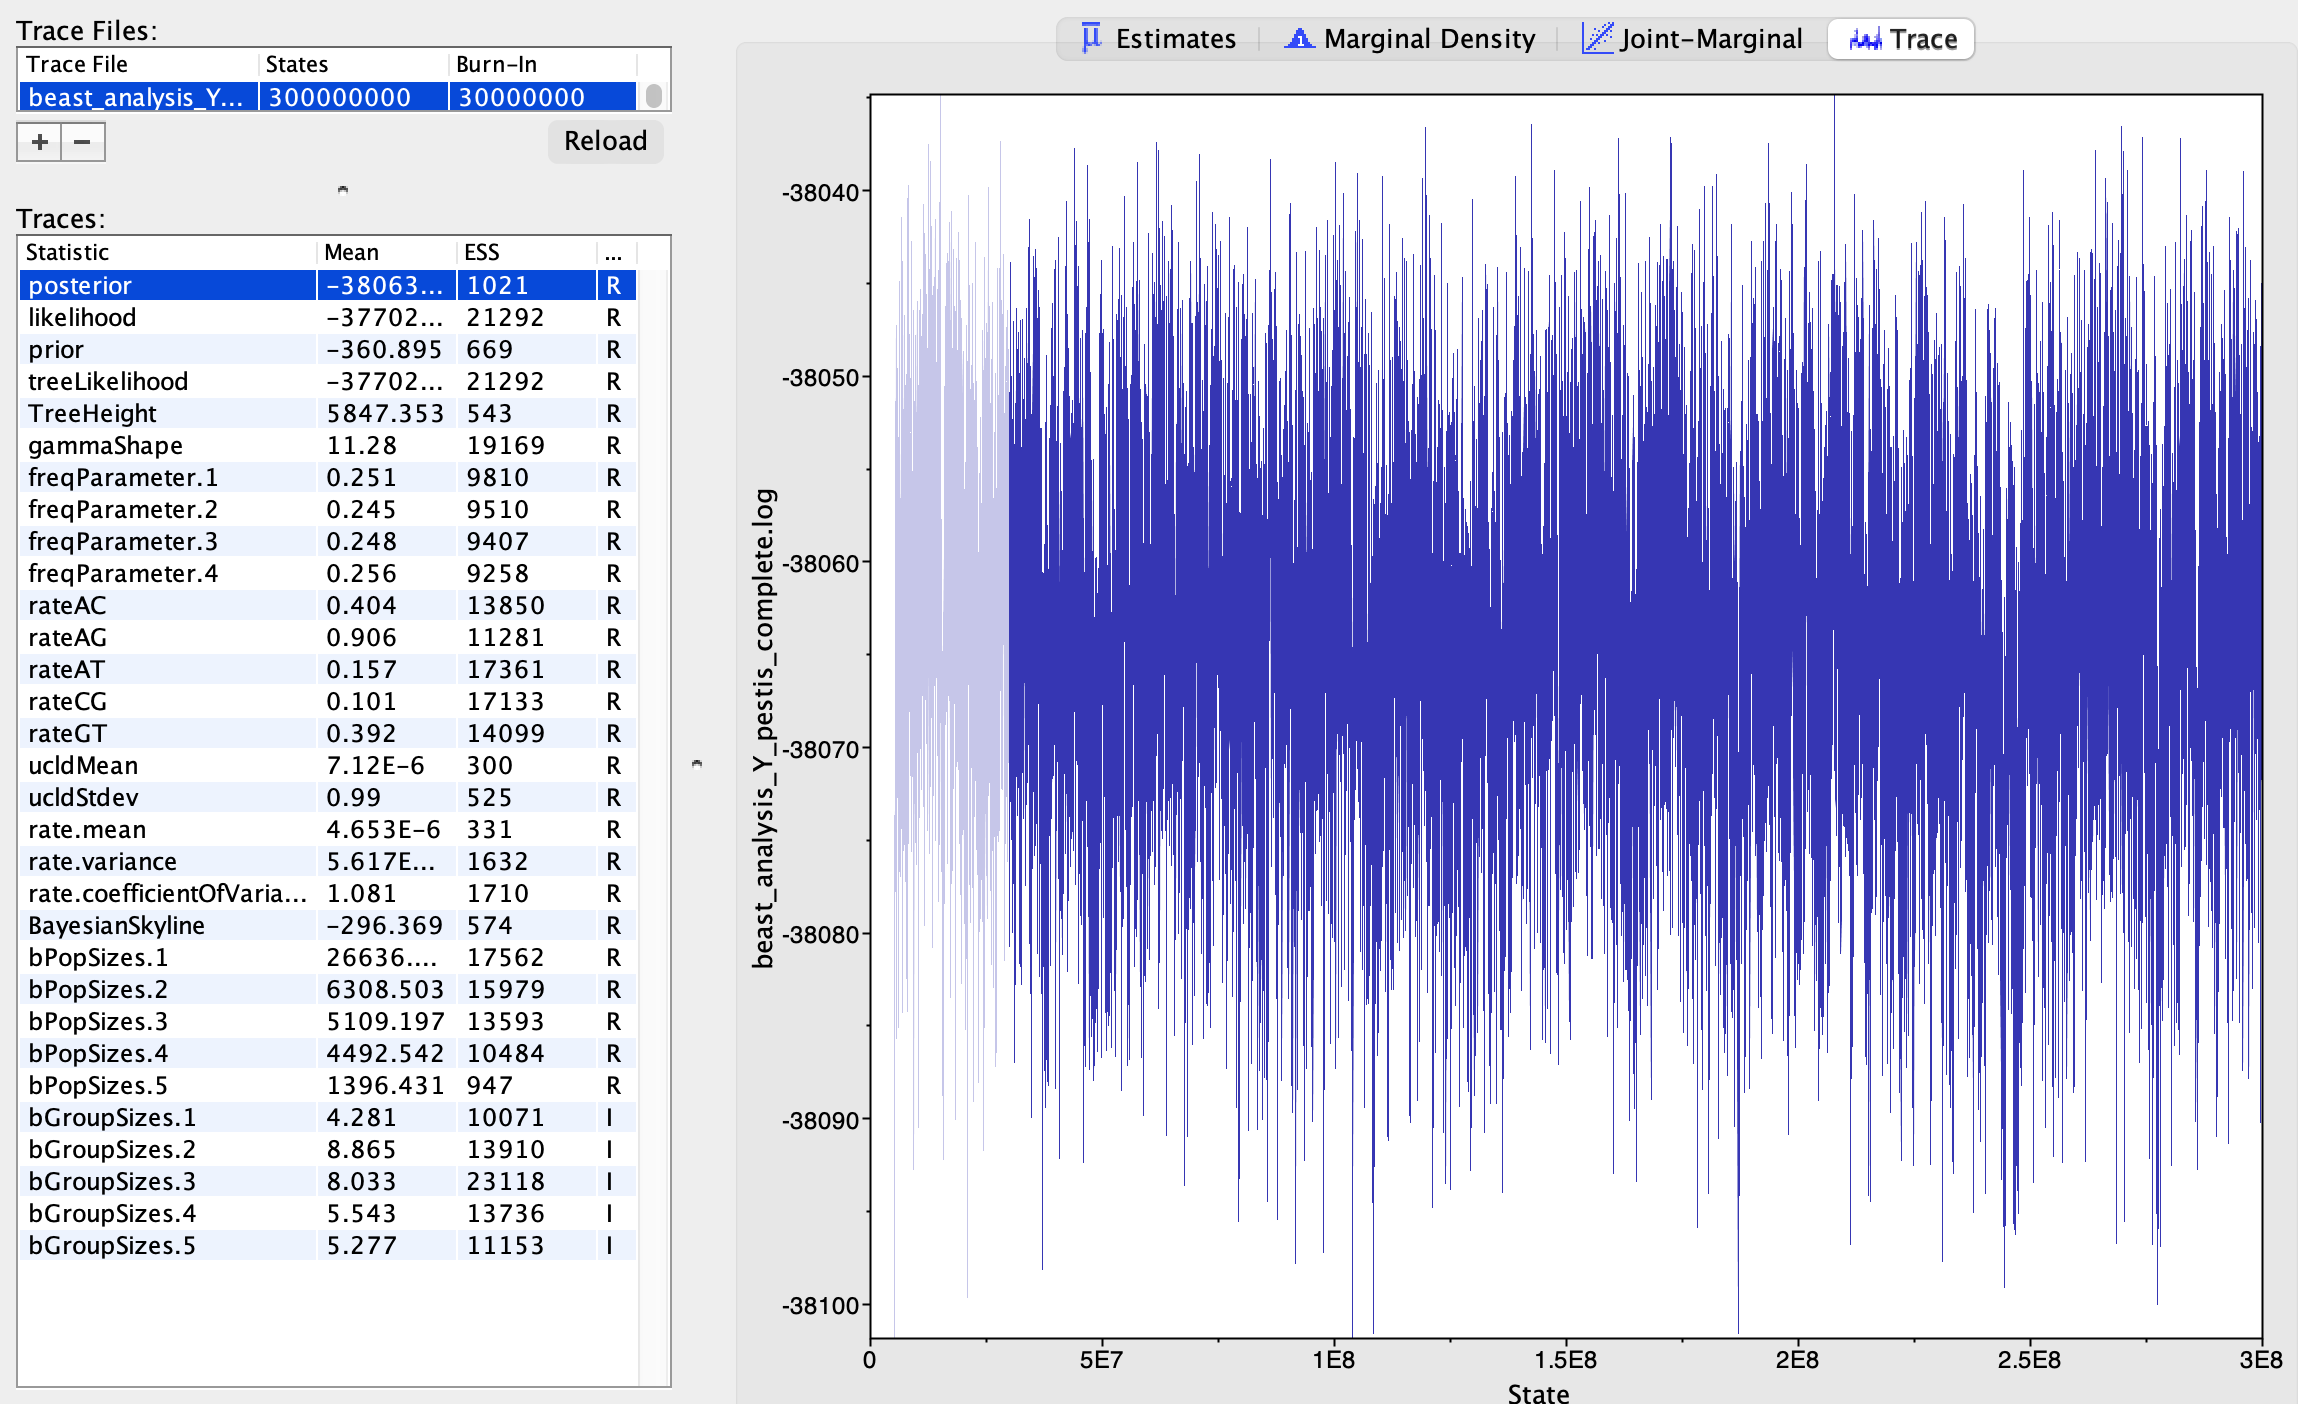 Trace Files:
Trace File States Burn-In
beast_analysis_Y... 300000000 30000000
+ − Reload
Traces:
Statistic Mean ESS ...
posterior -38063... 1021 R
likelihood -37702... 21292 R
prior -360.895 669 R
treeLikelihood -37702... 21292 R
TreeHeight 5847.353 543 R
gammaShape 11.28 19169 R
freqParameter.1 0.251 9810 R
freqParameter.2 0.245 9510 R
freqParameter.3 0.248 9407 R
freqParameter.4 0.256 9258 R
rateAC 0.404 13850 R
rateAG 0.906 11281 R
rateAT 0.157 17361 R
rateCG 0.101 17133 R
rateGT 0.392 14099 R
ucldMean 7.12E-6 300 R
ucldStdev 0.99 525 R
rate.mean 4.653E-6 331 R
rate.variance 5.617E... 1632 R
rate.coefficientOfVaria... 1.081 1710 R
BayesianSkyline -296.369 574 R
bPopSizes.1 26636.... 17562 R
bPopSizes.2 6308.503 15979 R
bPopSizes.3 5109.197 13593 R
bPopSizes.4 4492.542 10484 R
bPopSizes.5 1396.431 947 R
bGroupSizes.1 4.281 10071 I
bGroupSizes.2 8.865 13910 I
bGroupSizes.3 8.033 23118 I
bGroupSizes.4 5.543 13736 I
bGroupSizes.5 5.277 11153 I
Estimates Marginal Density Joint-Marginal Trace
beast_analysis_Y_pestis_complete.log
-38040
-38050
-38060
-38070
-38080
-38090
-38100
0 5E7 1E8 1.5E8 2E8 2.5E8 3E8
State